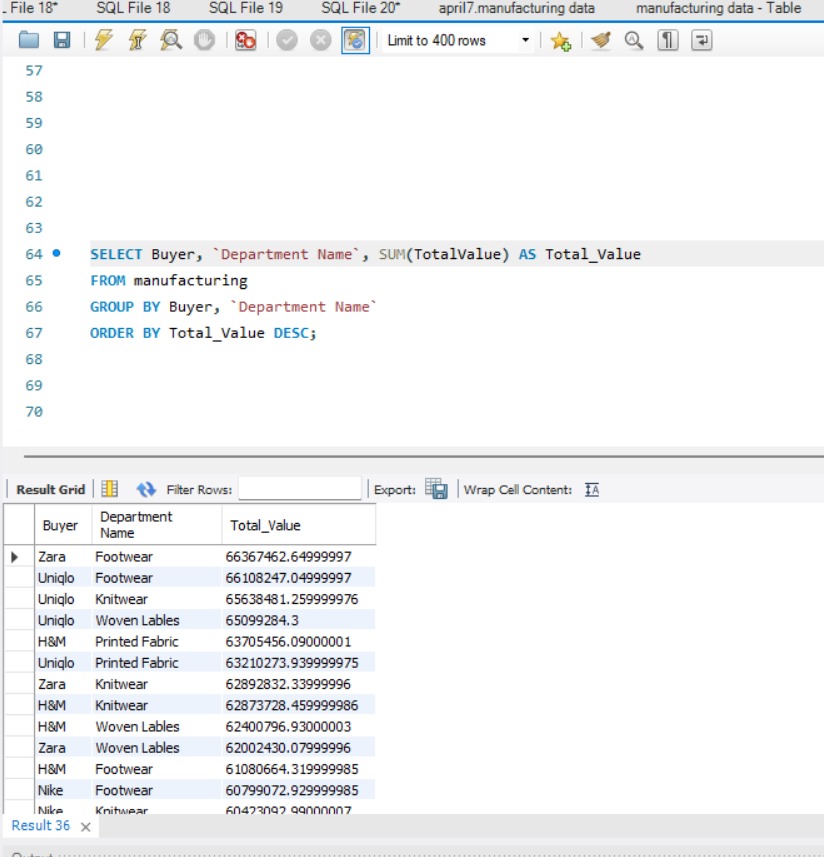 File 18* SQL File 18 SQL File 19 SQL File 20* april7.manufacturing data manufacturing data - Table
Limit to 400 rows
57
58
59
60
61
62
63
64 SELECT Buyer, `Department Name`, SUM(TotalValue) AS Total_Value
65 FROM manufacturing
66 GROUP BY Buyer, `Department Name`
67 ORDER BY Total_Value DESC;
68
69
70
Result Grid Filter Rows: Export: Wrap Cell Content: IA
Buyer Department Name Total_Value
Zara Footwear 66367462.64999997
Uniqlo Footwear 66108247.04999997
Uniqlo Knitwear 65638481.259999976
Uniqlo Woven Lables 65099284.3
H&M Printed Fabric 63705456.09000001
Uniqlo Printed Fabric 63210273.939999975
Zara Knitwear 62892832.33999996
H&M Knitwear 62873728.459999986
H&M Woven Lables 62400796.93000003
Zara Woven Lables 62002430.07999996
H&M Footwear 61080664.319999985
Nike Footwear 60799072.929999985
Nike Knitwear 60423092.99000007
Result 36 ×
Output